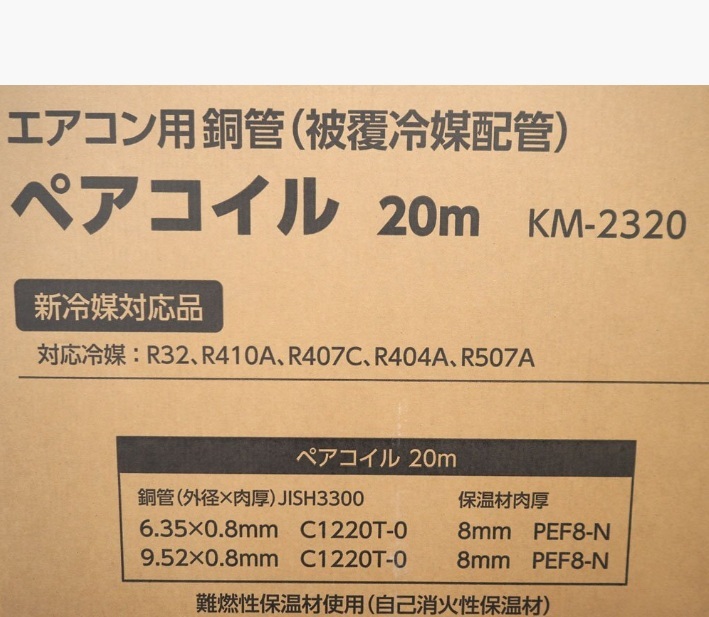 エアコン用銅管(被覆冷媒配管)
ペアコイル 20m KM-2320
新冷媒対応品
対応冷媒：R32、R410A、R407C、R404A、R507A
ペアコイル 20m
銅管(外径×肉厚)JISH3300 保温材肉厚
6.35×0.8mm C1220T-0 8mm PEF8-N
9.52×0.8mm C1220T-0 8mm PEF8-N
難燃性保温材使用(自己消火性保温材)